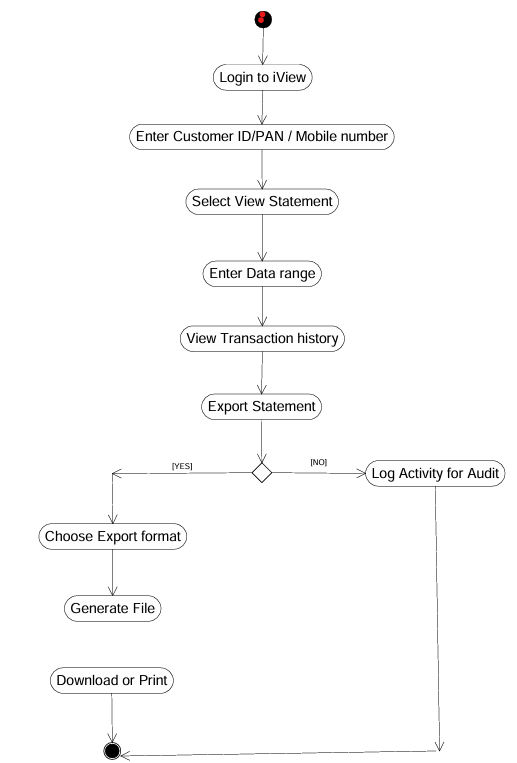 Login to iView
Enter Customer ID/PAN / Mobile number
Select View Statement
Enter Data range
View Transaction history
Export Statement
[YES]
[NO]
Log Activity for Audit
Choose Export format
Generate File
Download or Print